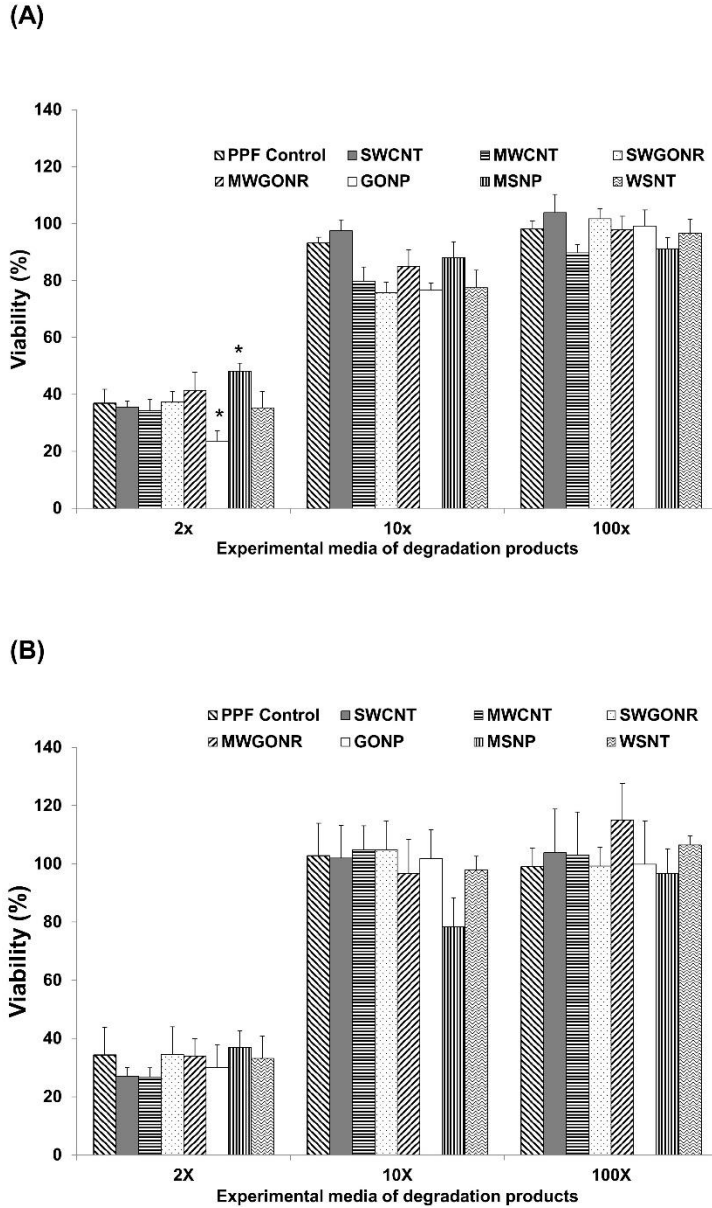 (A)
140
120
100
80
60
40
20
0
Viability (%)
PPF Control SWCNT MWCNT SWGONR
MWGONR GONP MSNP WSNT
*
*
2x 10x 100x
Experimental media of degradation products
(B)
PPF Control SWCNT MWCNT SWGONR
MWGONR GONP MSNP WSNT
140
120
100
80
60
40
20
0
Viability (%)
2X 10X 100X
Experimental media of degradation products